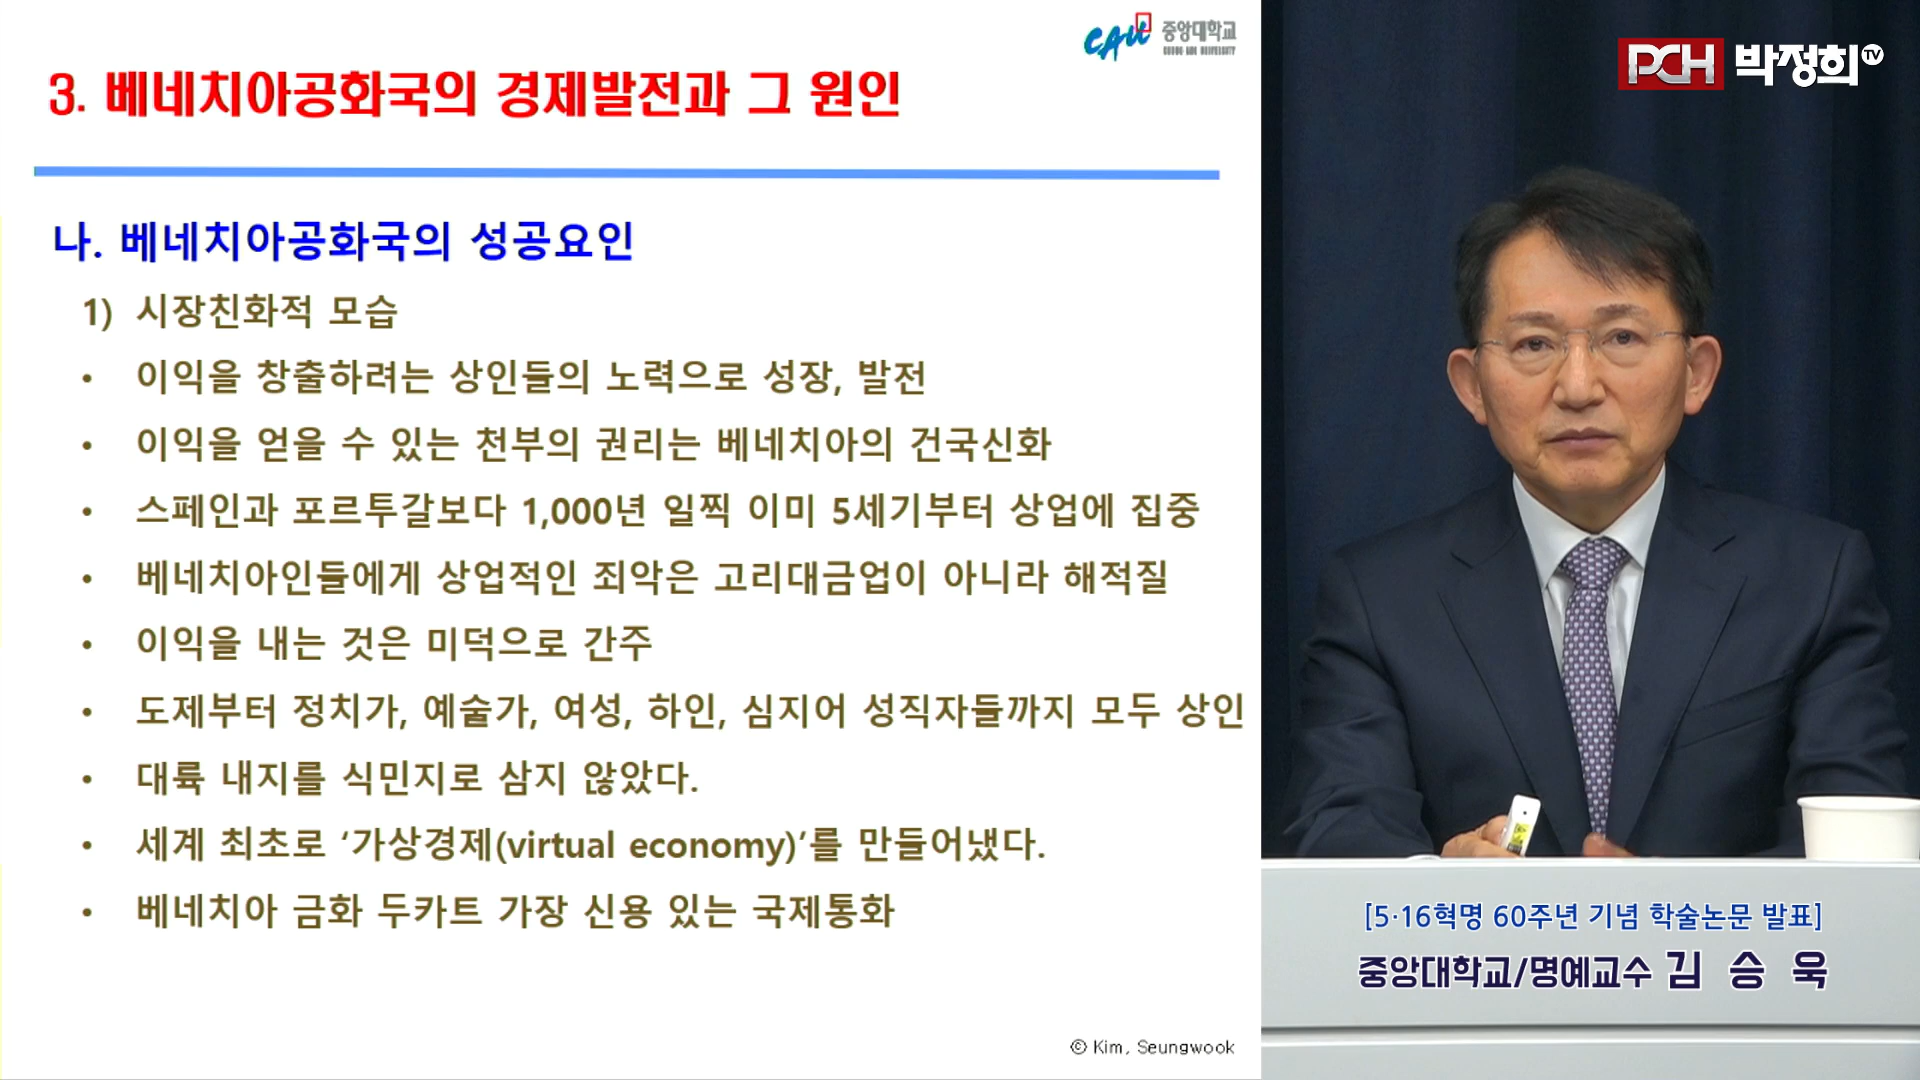 CAU 중앙대학교
CHUNG ANG UNIVERSITY
3. 베네치아공화국의 경제발전과 그 원인
나. 베네치아공화국의 성공요인
1) 시장친화적 모습
• 이익을 창출하려는 상인들의 노력으로 성장, 발전
• 이익을 얻을 수 있는 천부의 권리는 베네치아의 건국신화
• 스페인과 포르투갈보다 1,000년 일찍 이미 5세기부터 상업에 집중
• 베네치아인들에게 상업적인 죄악은 고리대금업이 아니라 해적질
• 이익을 내는 것은 미덕으로 간주
• 도제부터 정치가, 예술가, 여성, 하인, 심지어 성직자들까지 모두 상인
• 대륙 내지를 식민지로 삼지 않았다.
• 세계 최초로 ‘가상경제(virtual economy)’를 만들어냈다.
• 베네치아 금화 두카트 가장 신용 있는 국제통화
© Kim, Seungwook
PCH 박정희TV
[5·16혁명 60주년 기념 학술논문 발표]
중앙대학교/명예교수 김 승 욱